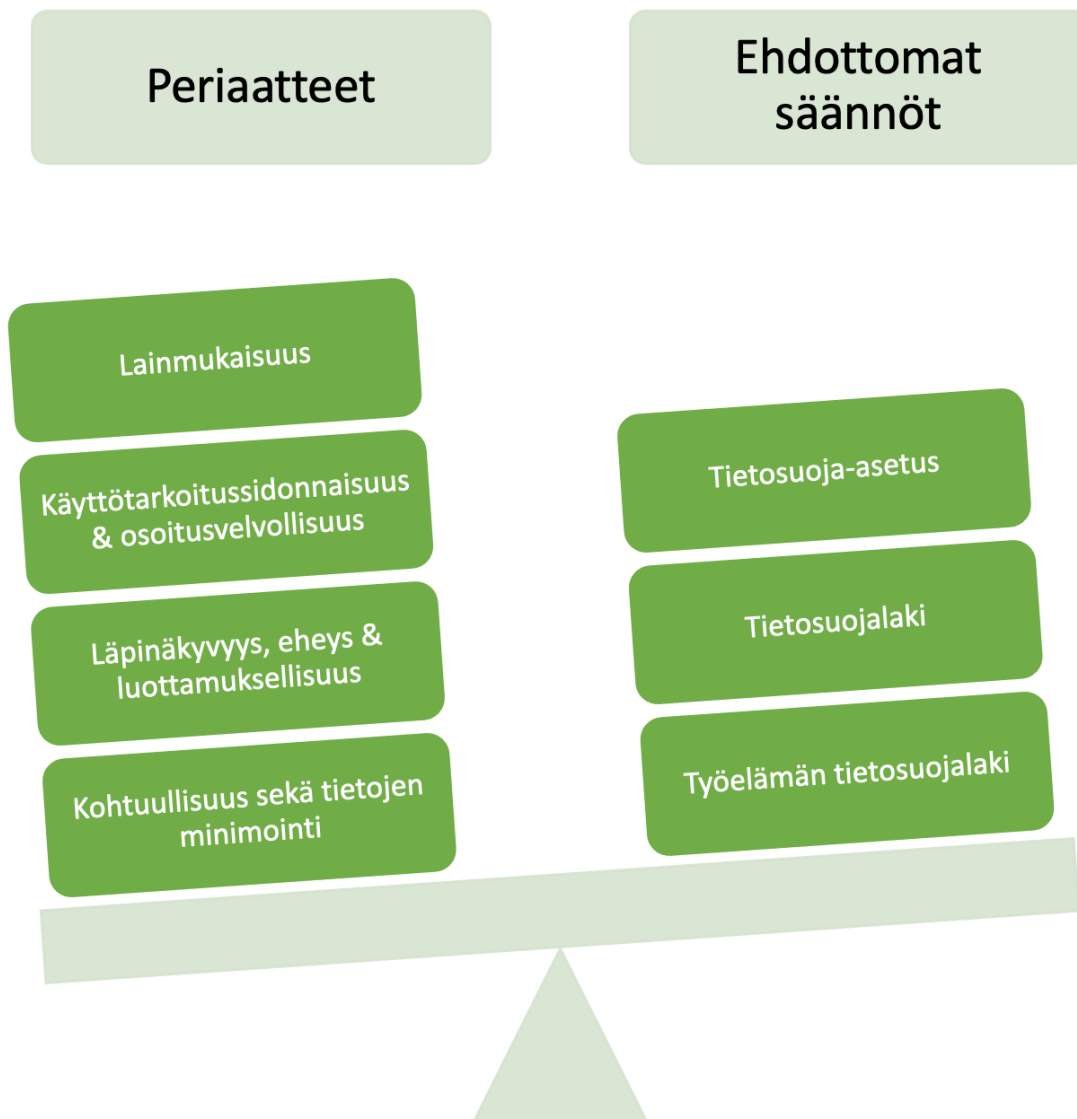 Periaatteet
Ehdottomat
säännöt
Lainmukaisuus
Käyttötarkoitussidonnaisuus
& osoitusvelvollisuus
Läpinäkyvyys, eheys &
luottamuksellisuus
Kohtuullisuus sekä tietojen
minimointi
Tietosuoja-asetus
Tietosuojalaki
Työelämän tietosuojalaki